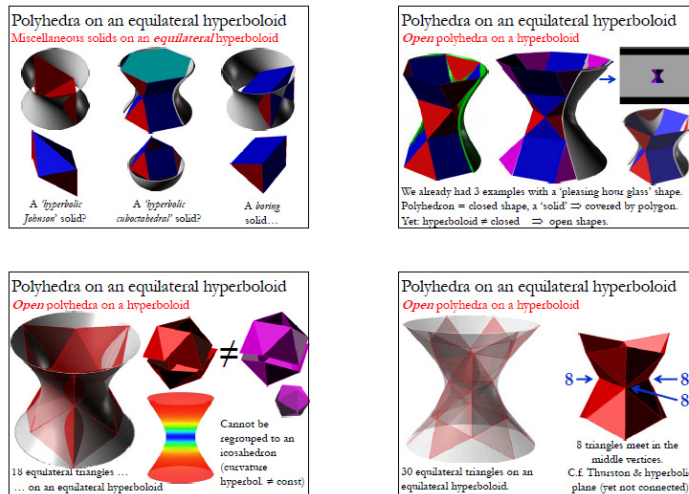 Polyhedra on an equilateral hyperboloid
Miscellaneous solids on an equilateral hyperboloid
A 'hyperbolic
Johnson' solid?
A 'hyperbolic
cuboctahedral' solid?
A boring
solid…
Polyhedra on an equilateral hyperboloid
Open polyhedra on a hyperboloid
We already had 3 examples with a 'pleasing hour glass' shape.
Polyhedron = closed shape, a 'solid' ⇒ covered by polygon.
Yet: hyperboloid ≠ closed ⇒ open shapes.
Polyhedra on an equilateral hyperboloid
Open polyhedra on a hyperboloid
≠
Cannot be
regrouped to an
icosahedron
(curvature
hyperbol. ≠ const)
18 equilateral triangles …
… on an equilateral hyperboloid
Polyhedra on an equilateral hyperboloid
Open polyhedra on a hyperboloid
8
8
8
30 equilateral triangles on an
equilateral hyperboloid.
8 triangles meet in the
middle vertices.
C.f. Thurston & hyperbolic
plane (yet not connected)